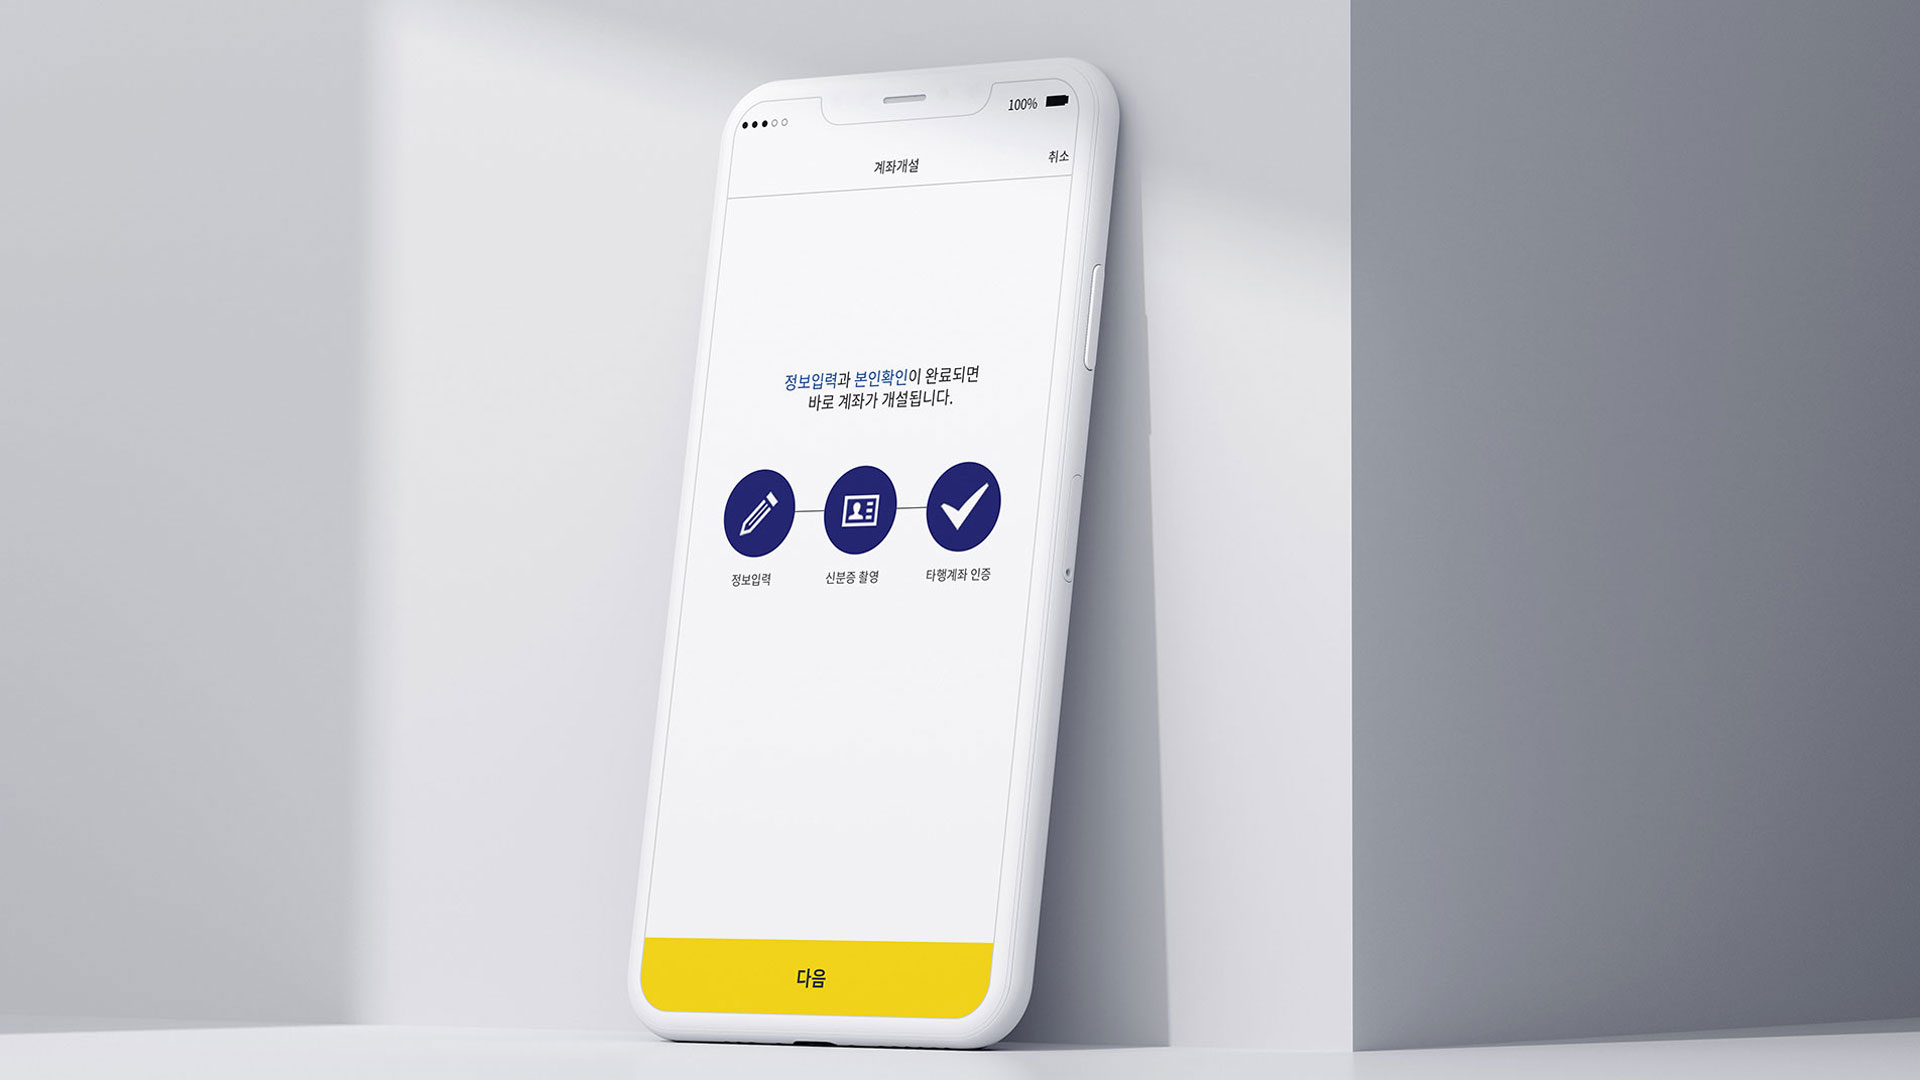 100%
계좌개설
취소
정보입력과 본인확인이 완료되면
바로 계좌가 개설됩니다.
정보입력
신분증 촬영
타행계좌 인증
다음